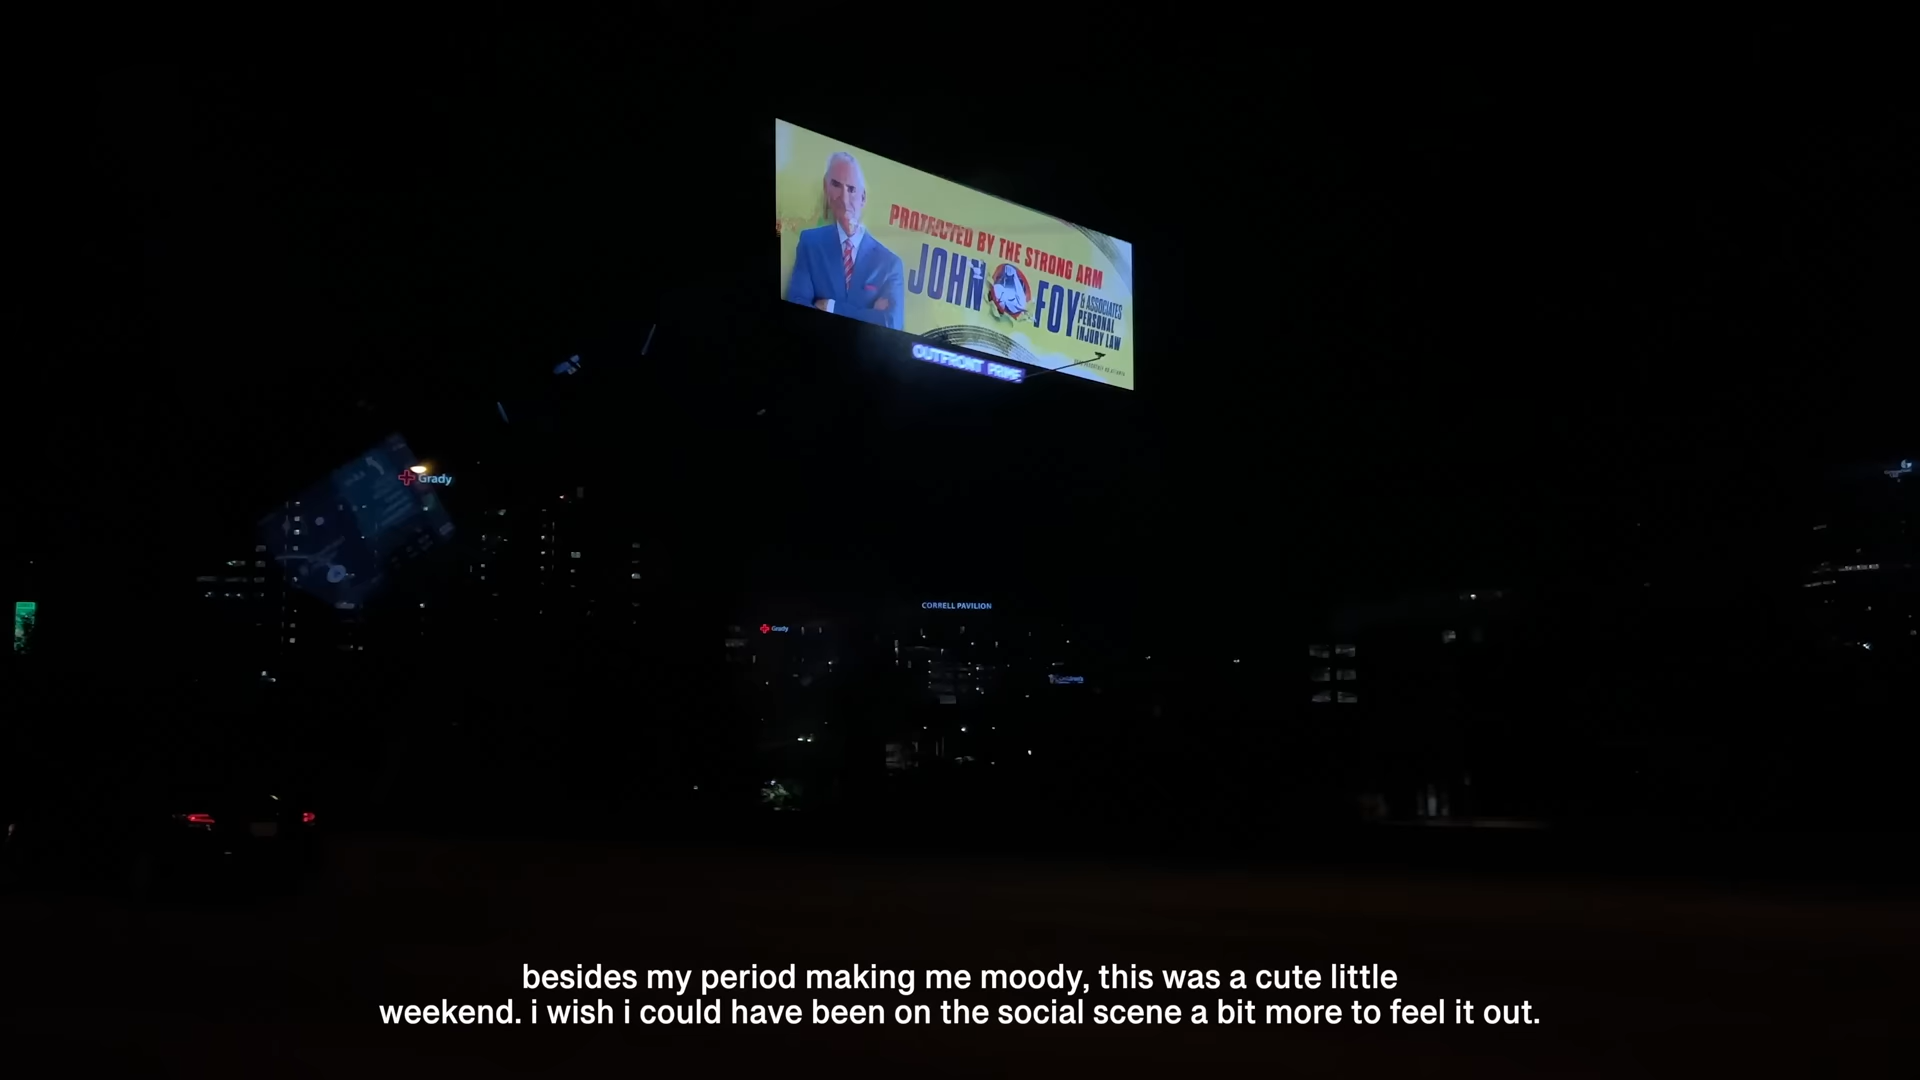 PROTECTED BY THE STRONG ARM
JOHN FOY
& ASSOCIATES
PERSONAL
INJURY LAW
OUTFRONT PRIME
Grady
CORRELL PAVILION
Grady
besides my period making me moody, this was a cute little
weekend. i wish i could have been on the social scene a bit more to feel it out.